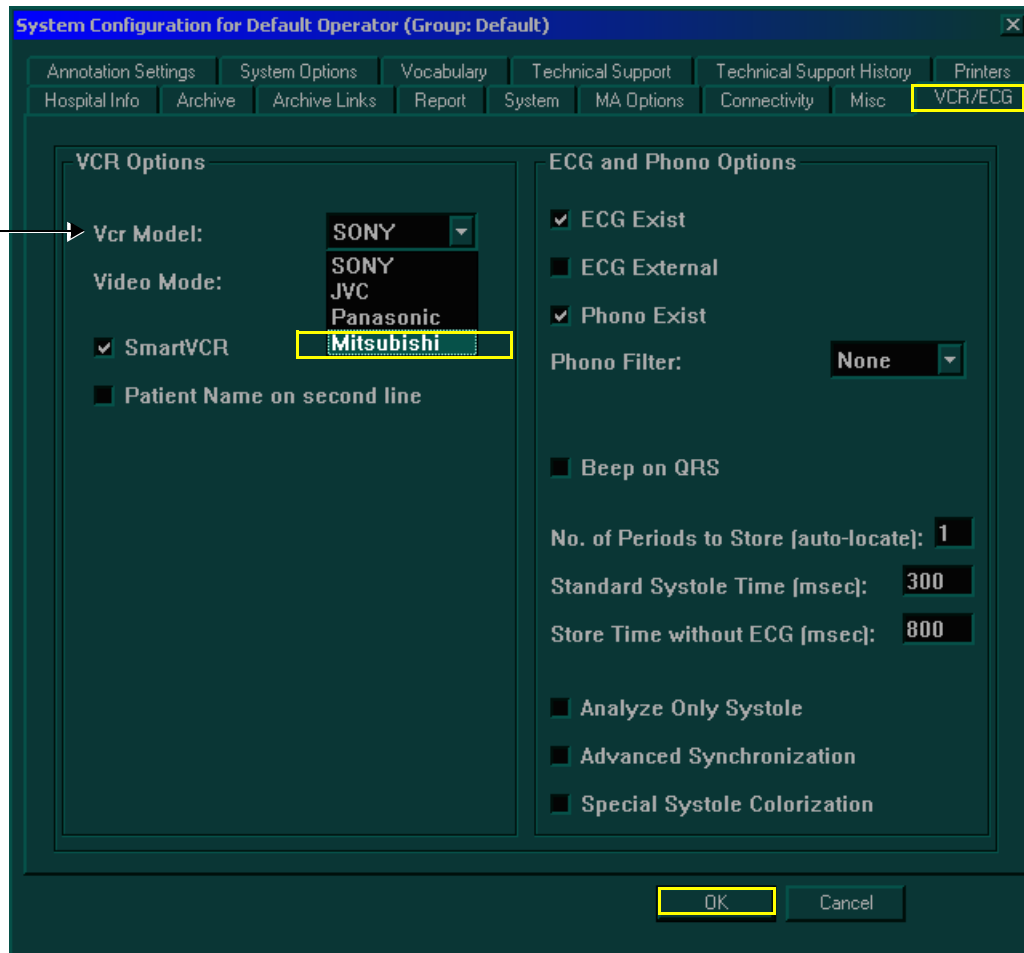 System Configuration for Default Operator (Group: Default)
Annotation Settings System Options Vocabulary Technical Support Technical Support History Printers
Hospital Info Archive Archive Links Report System MA Options Connectivity Misc VCR/ECG
VCR Options
Vcr Model: SONY
SONY
JVC
Panasonic
Mitsubishi
Video Mode:
SmartVCR
Patient Name on second line
ECG and Phono Options
ECG Exist
ECG External
Phono Exist
Phono Filter: None
Beep on QRS
No. of Periods to Store (auto-locate): 1
Standard Systole Time (msec): 300
Store Time without ECG (msec): 800
Analyze Only Systole
Advanced Synchronization
Special Systole Colorization
OK Cancel